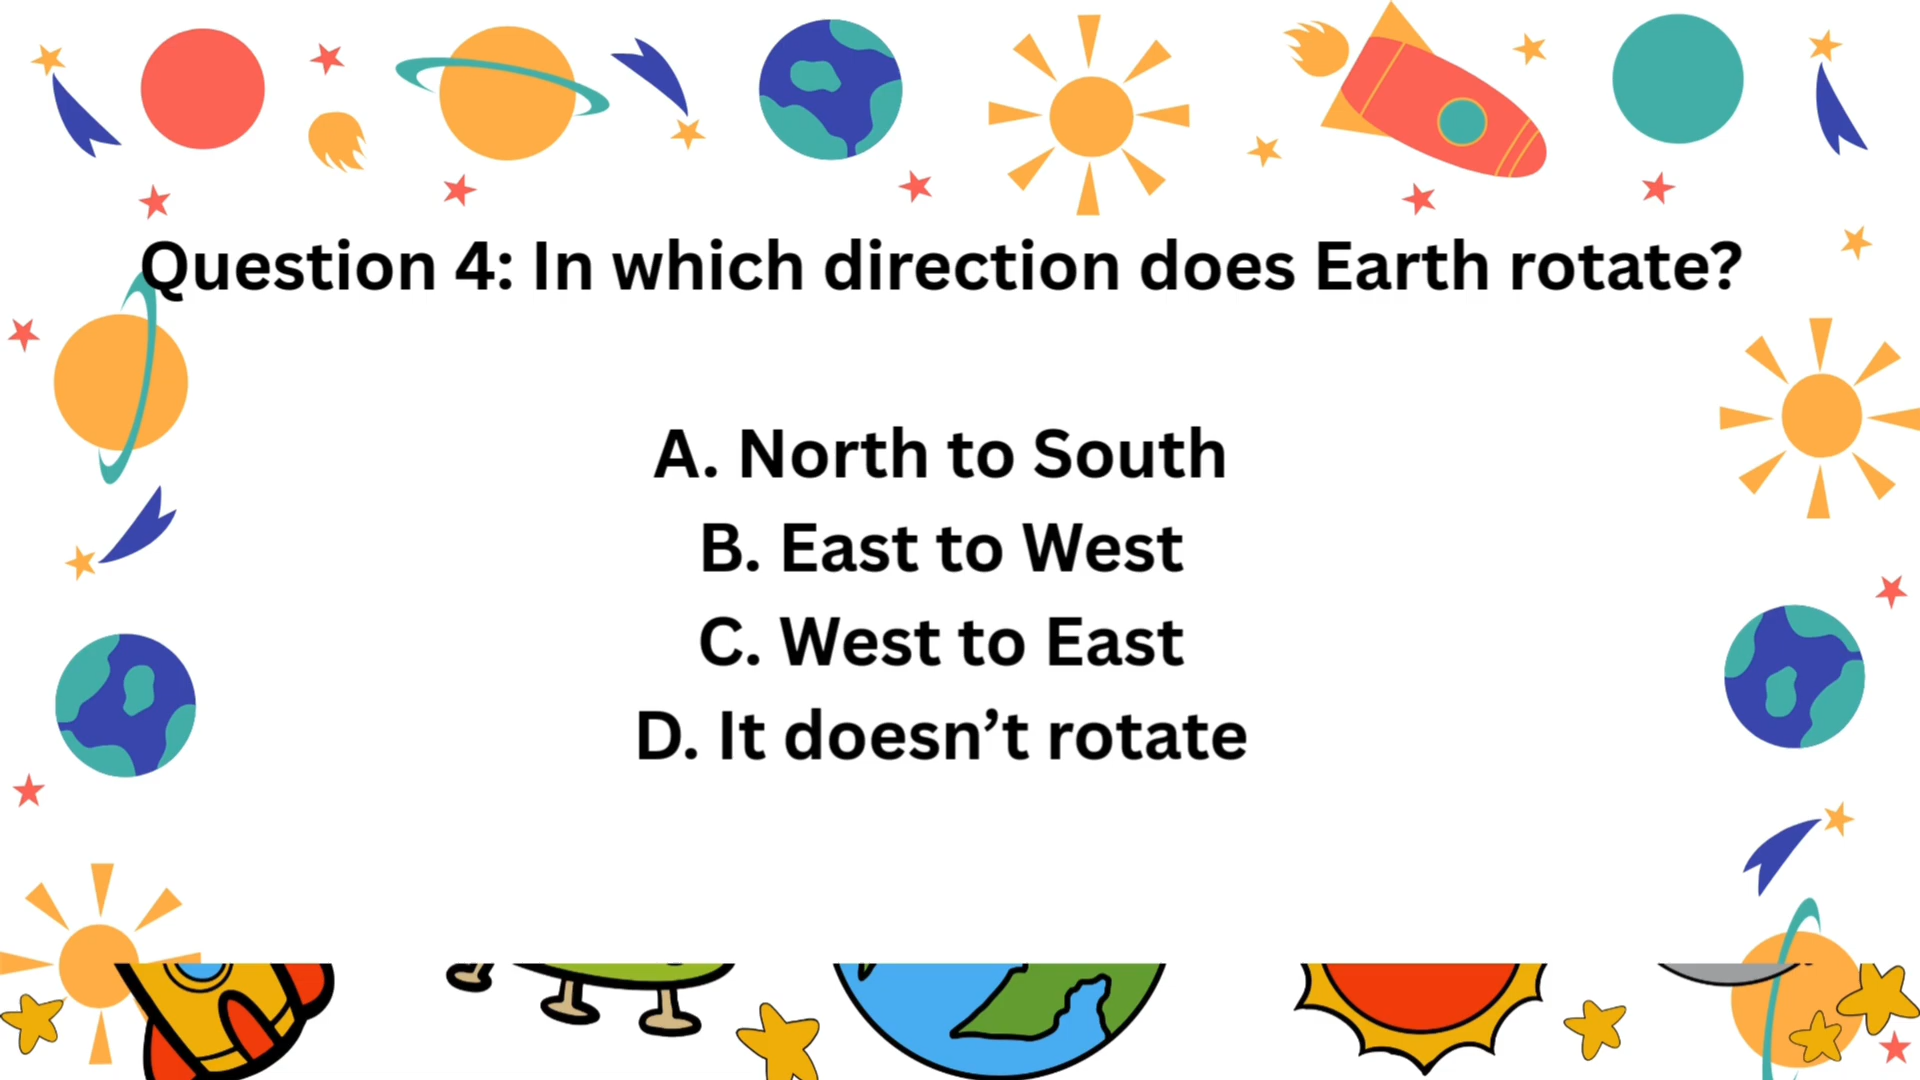 Question 4: In which direction does Earth rotate?
A. North to South
B. East to West
C. West to East
D. It doesn’t rotate